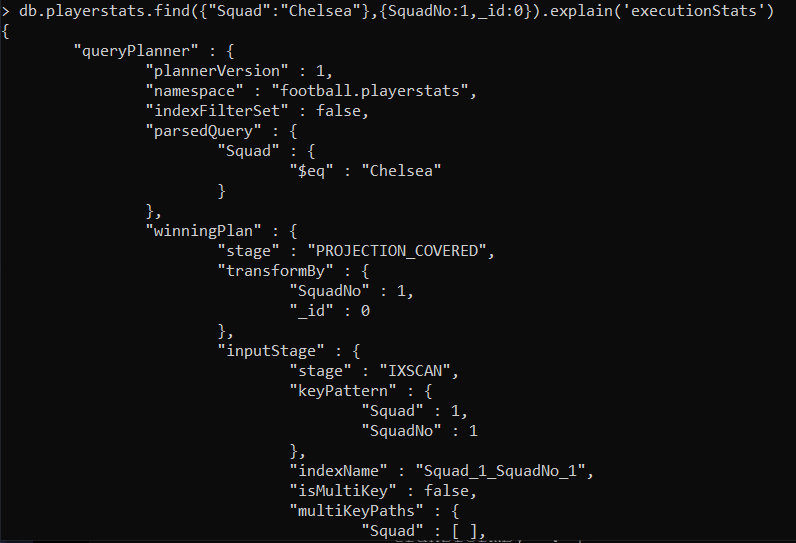 > db.playerstats.find({"Squad":"Chelsea"},{SquadNo:1,_id:0}).explain('executionStats')
{
        "queryPlanner" : {
                "plannerVersion" : 1,
                "namespace" : "football.playerstats",
                "indexFilterSet" : false,
                "parsedQuery" : {
                        "Squad" : {
                                "$eq" : "Chelsea"
                        }
                },
                "winningPlan" : {
                        "stage" : "PROJECTION_COVERED",
                        "transformBy" : {
                                "SquadNo" : 1,
                                "_id" : 0
                        },
                        "inputStage" : {
                                "stage" : "IXSCAN",
                                "keyPattern" : {
                                        "Squad" : 1,
                                        "SquadNo" : 1
                                },
                                "indexName" : "Squad_1_SquadNo_1",
                                "isMultiKey" : false,
                                "multiKeyPaths" : {
                                        "Squad" : [ ],